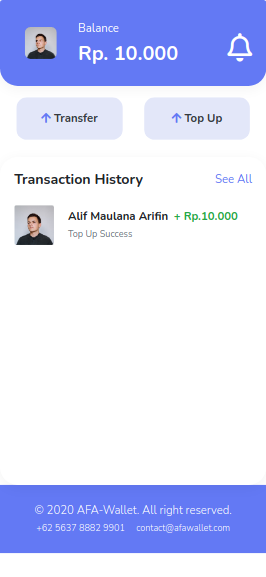 Balance
Rp. 10.000
Transfer
Top Up
Transaction History
See All
Alif Maulana Arifin + Rp.10.000
Top Up Success
© 2020 AFA-Wallet. All right reserved.
+62 5637 8882 9901 contact@afawallet.com